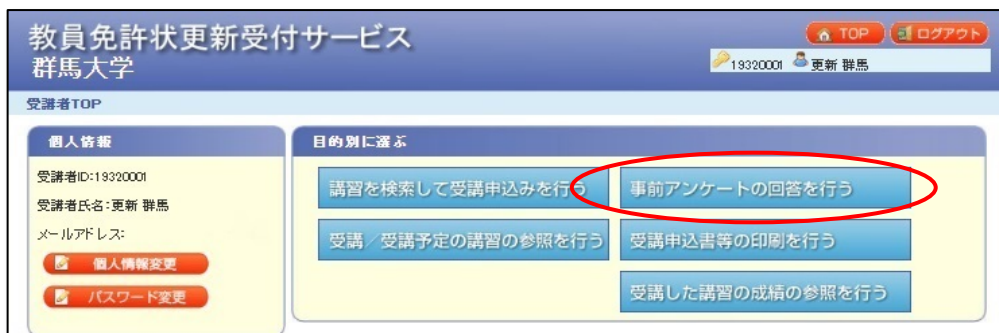 教員免許状更新受付サービス
群馬大学
TOP
ログアウト
19320001 更新 群馬
受講者TOP
個人情報
受講者ID:19320001
受講者氏名:更新 群馬
メールアドレス:
個人情報変更
パスワード変更
目的別に選ぶ
講習を検索して受講申込みを行う
事前アンケートの回答を行う
受講/受講予定の講習の参照を行う
受講申込書等の印刷を行う
受講した講習の成績の参照を行う